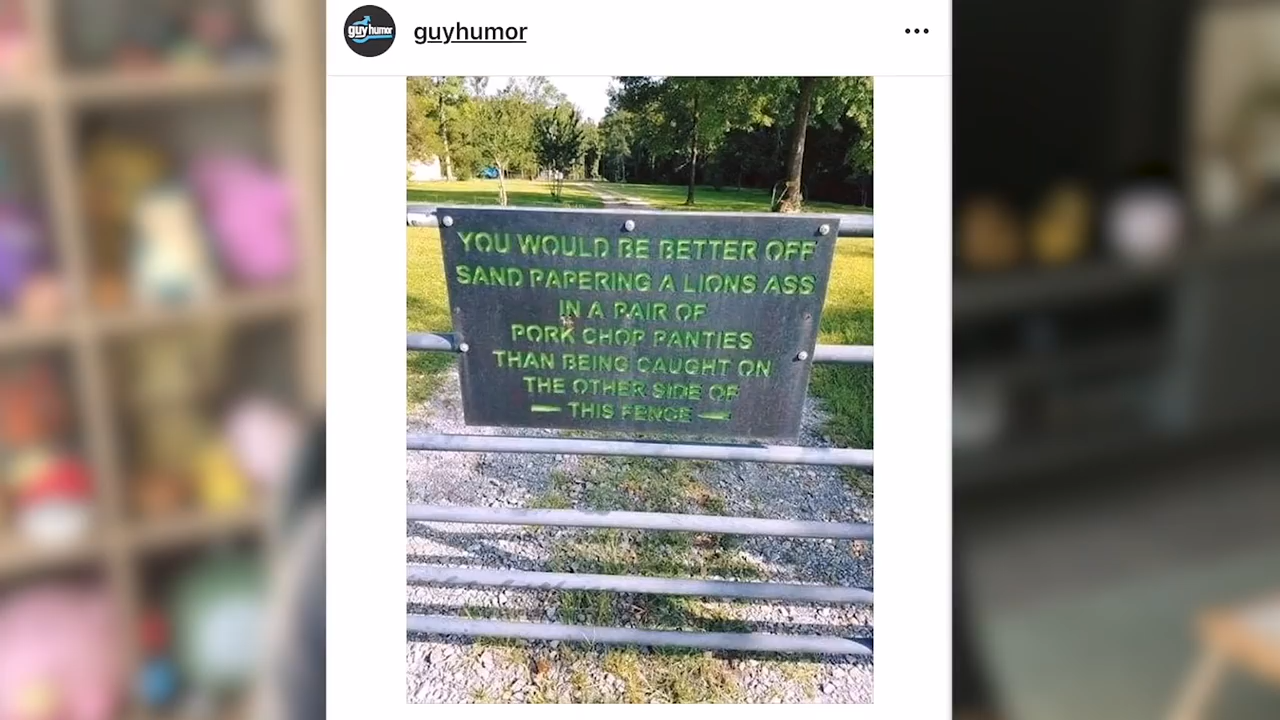 guyhumor
guyhumor
YOU WOULD BE BETTER OFF
SAND PAPERING A LIONS ASS
IN A PAIR OF
PORK CHOP PANTIES
THAN BEING CAUGHT ON
THE OTHER SIDE OF
THIS FENCE